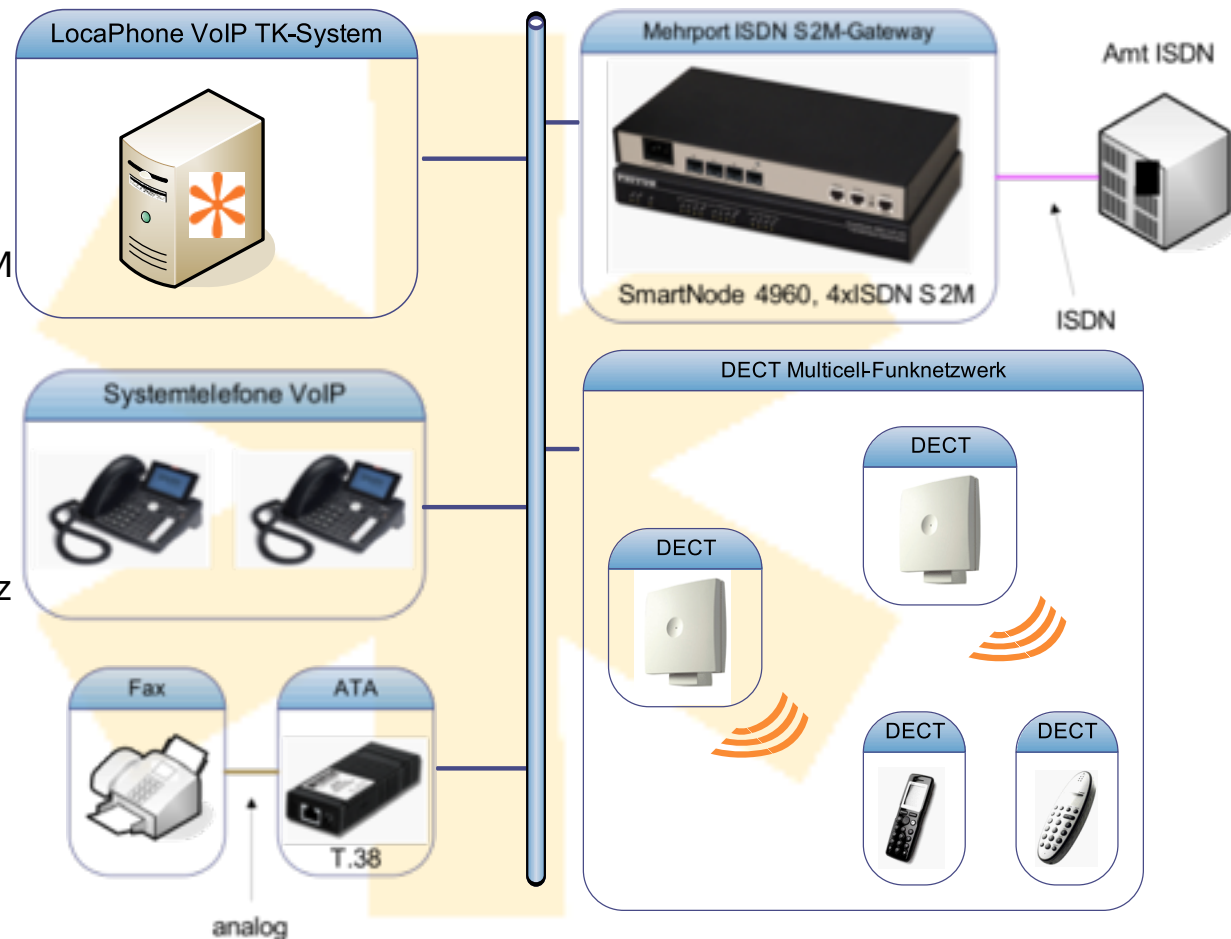 LocaPhone VoIP TK-System
Mehrport ISDN S2M-Gateway
Amt ISDN
M
SmartNode 4960, 4xISDN S2M
ISDN
Systemtelefone VoIP
DECT Multicell-Funknetzwerk
DECT
DECT
z
Fax
ATA
T.38
analog
DECT
DECT